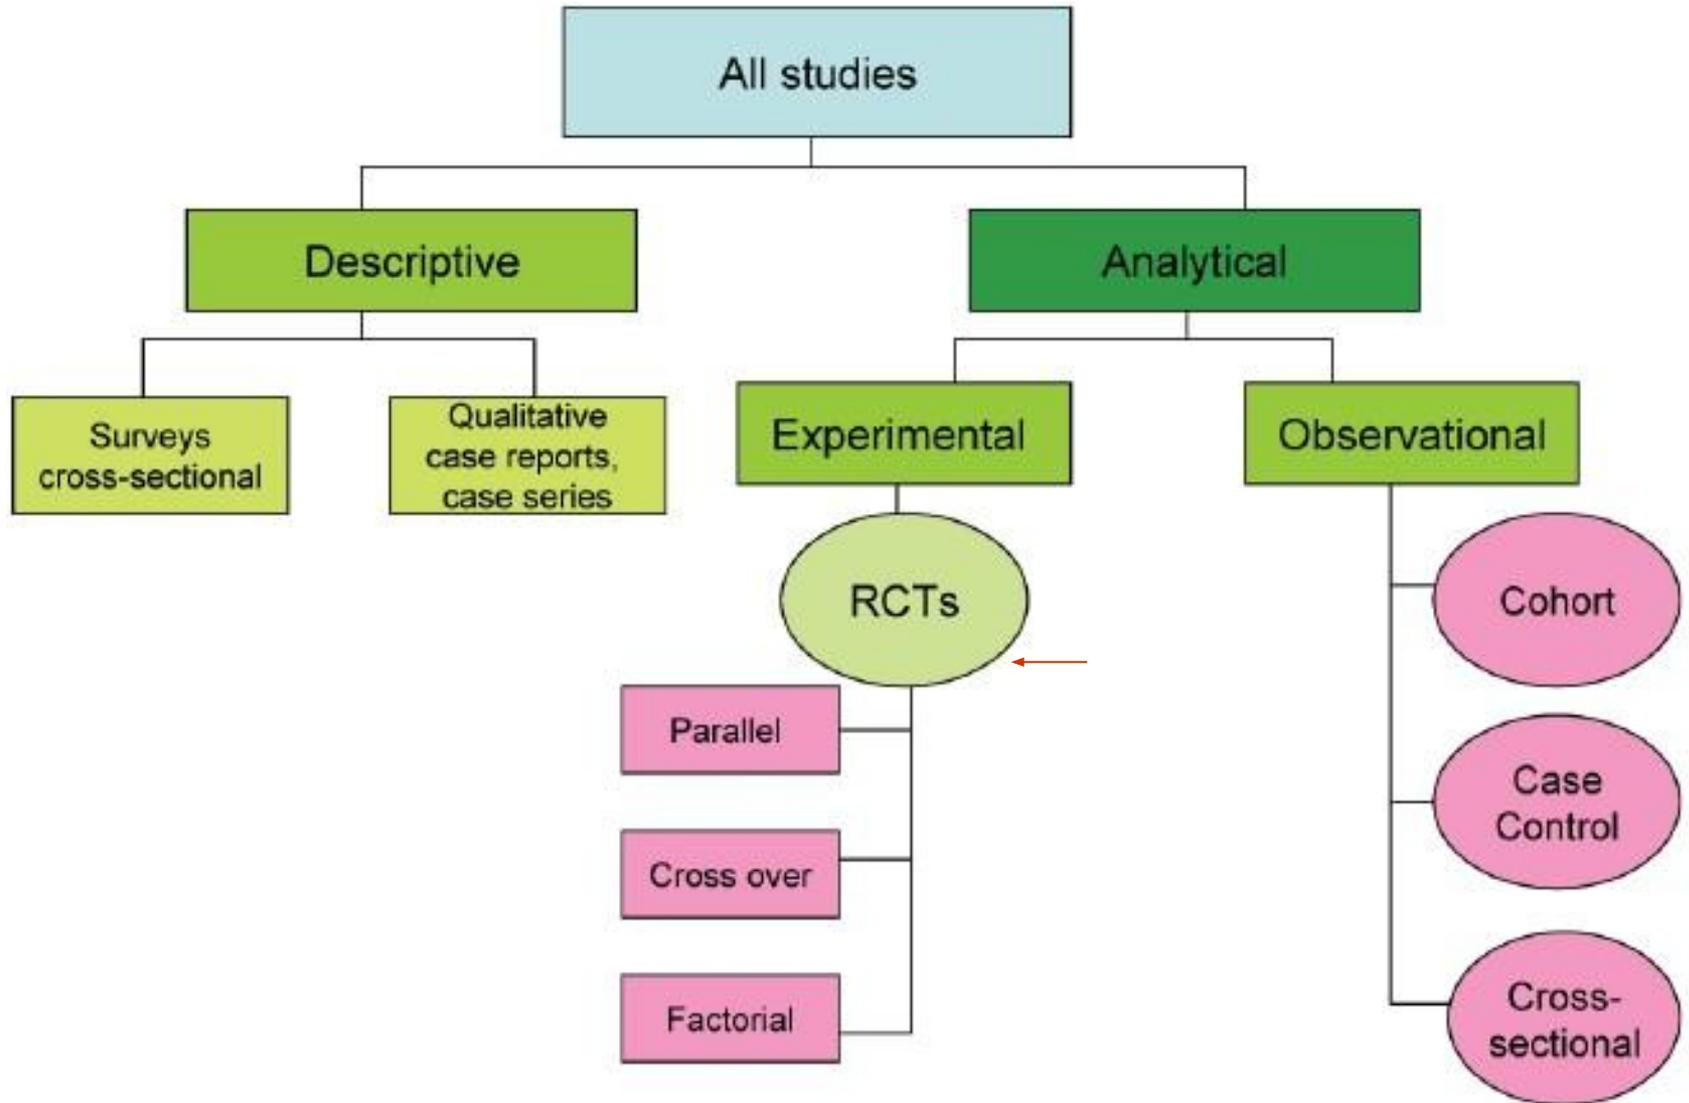 All studies
Descriptive
Analytical
Surveys
cross-sectional
Qualitative
case reports,
case series
Experimental
Observational
RCTs
Cohort
Parallel
Case
Control
Cross over
Factorial
Cross-
sectional